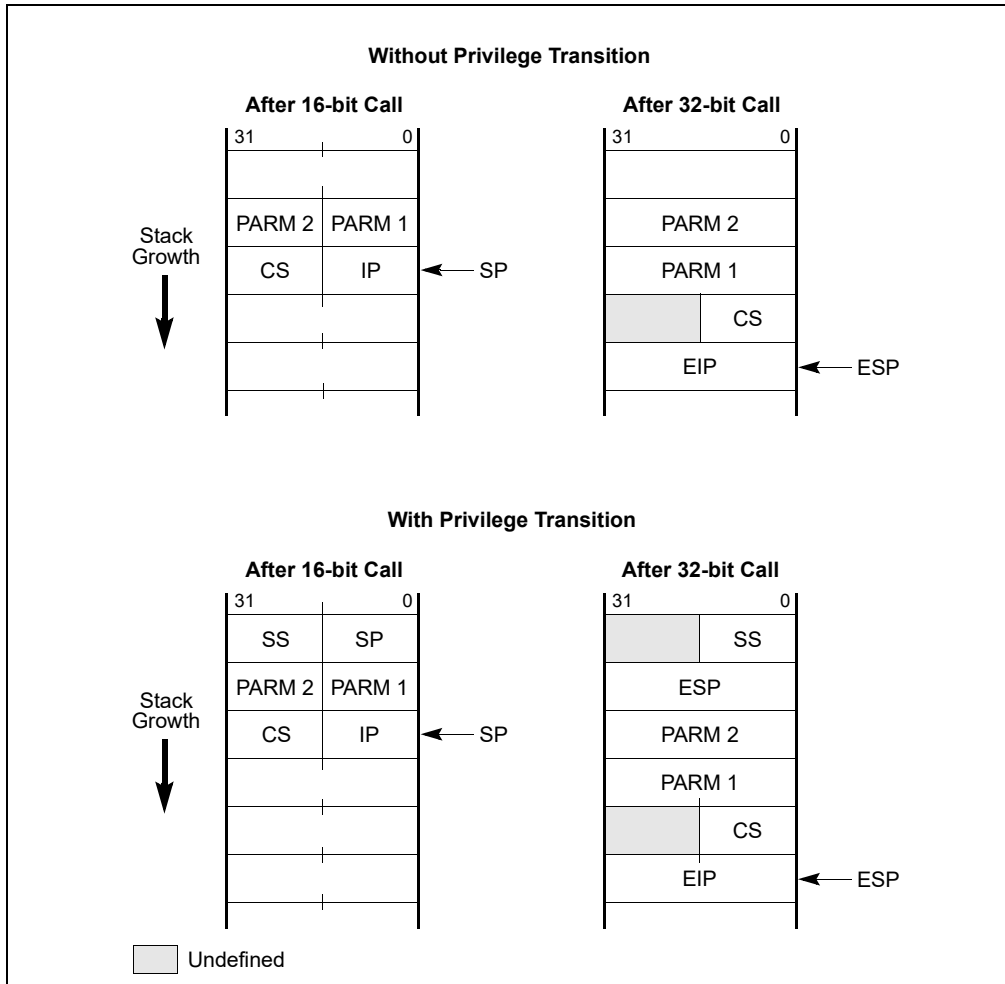 Without Privilege Transition
After 16-bit Call
After 32-bit Call
31 0
31 0
PARM 2 PARM 1
PARM 2
Stack
Growth
CS IP
SP
PARM 1
CS
EIP
ESP
With Privilege Transition
After 16-bit Call
After 32-bit Call
31 0
31 0
SS SP
SS
PARM 2 PARM 1
ESP
Stack
Growth
CS IP
SP
PARM 2
PARM 1
CS
EIP
ESP
Undefined